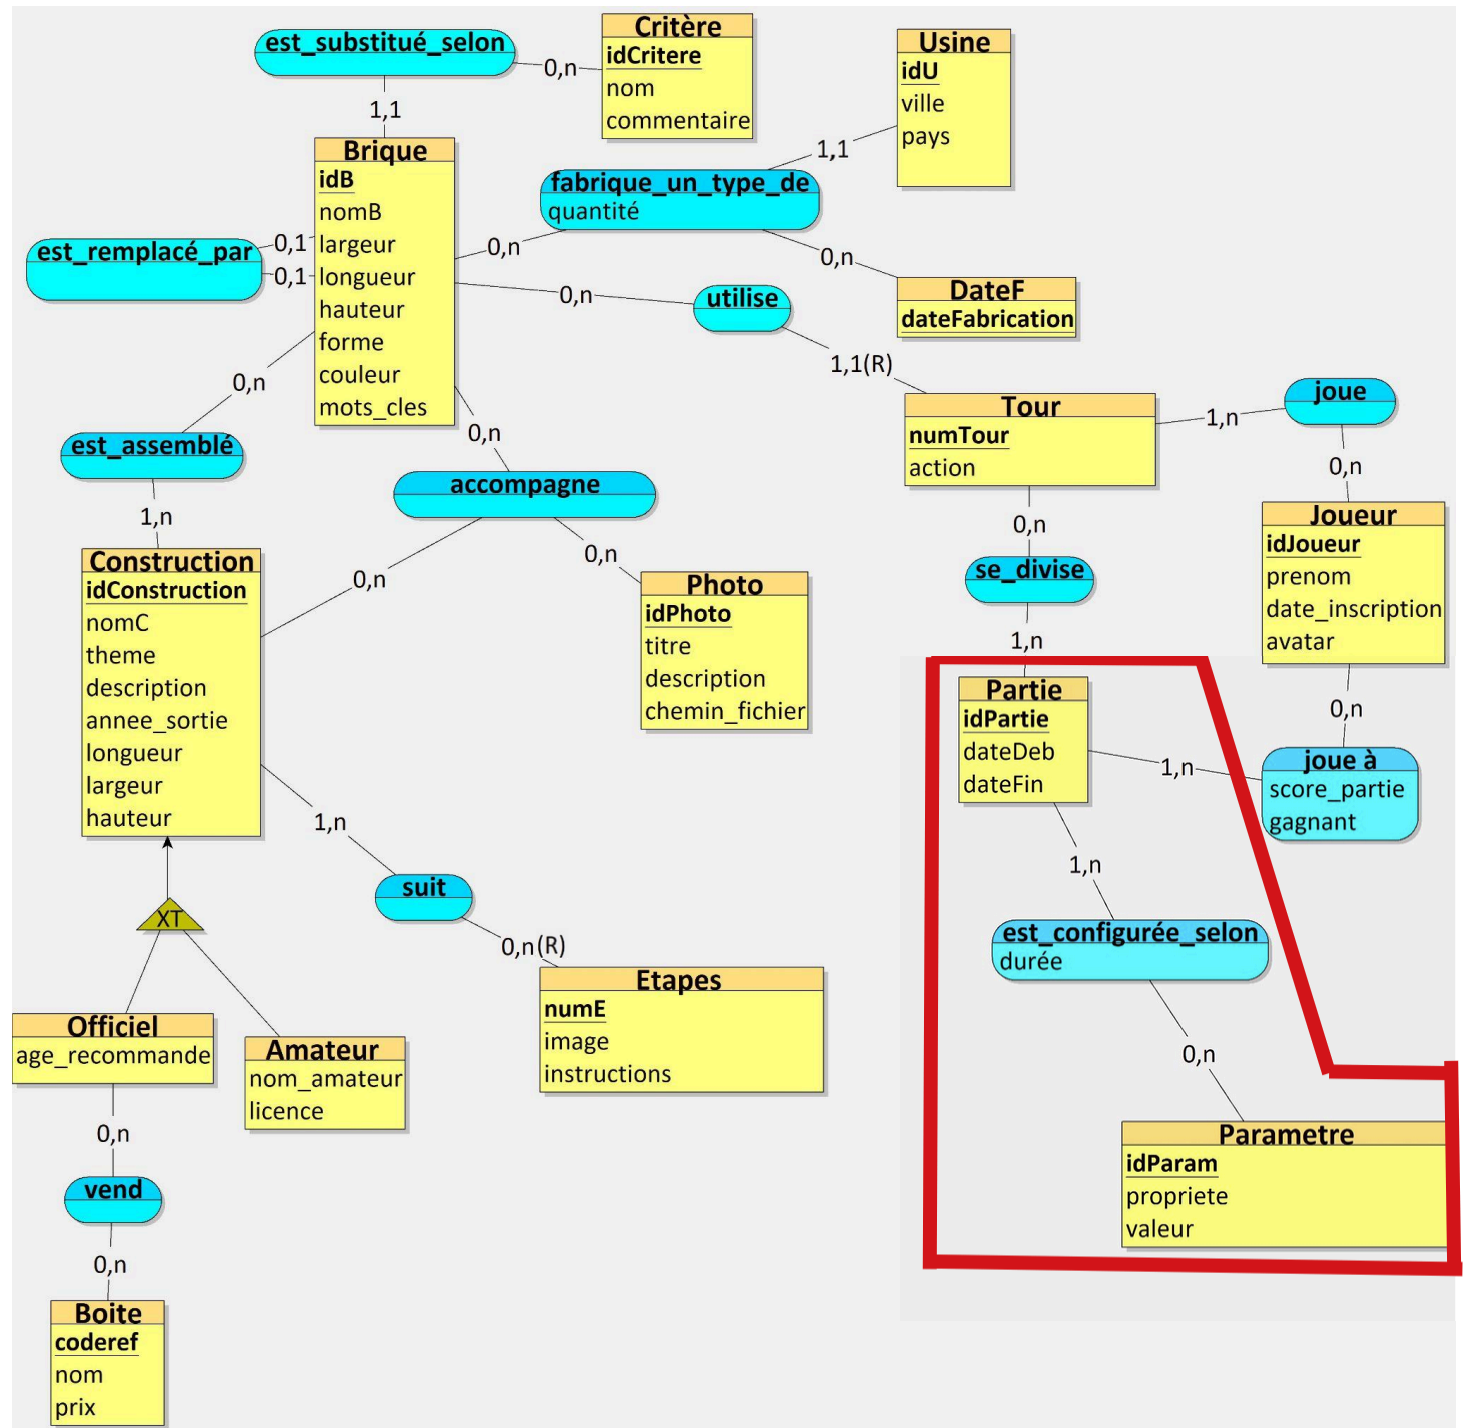 est_substitué_selon
0,n
1,1
Critère
idCritere
nom
commentaire
Usine
idU
ville
pays
Brique
idB
nomB
largeur
longueur
hauteur
forme
couleur
mots_cles
est_remplacé_par
0,1
0,1
fabrique_un_type_de
quantité
1,1
0,n
0,n
DateF
dateFabrication
utilise
0,n
1,1(R)
Tour
numTour
action
joue
1,n
0,n
Joueur
idJoueur
prenom
date_inscription
avatar
0,n
est_assemblé
1,n
0,n
accompagne
0,n
0,n
Photo
idPhoto
titre
description
chemin_fichier
0,n
se_divise
1,n
Construction
idConstruction
nomC
theme
description
annee_sortie
longueur
largeur
hauteur
Partie
idPartie
dateDeb
dateFin
0,n
1,n
joue à
score_partie
gagnant
1,n
suit
0,n(R)
Etapes
numE
image
instructions
1,n
est_configurée_selon
durée
0,n
Parametre
idParam
propriete
valeur
XT
Officiel
age_recommande
Amateur
nom_amateur
licence
0,n
vend
0,n
Boite
coderef
nom
prix